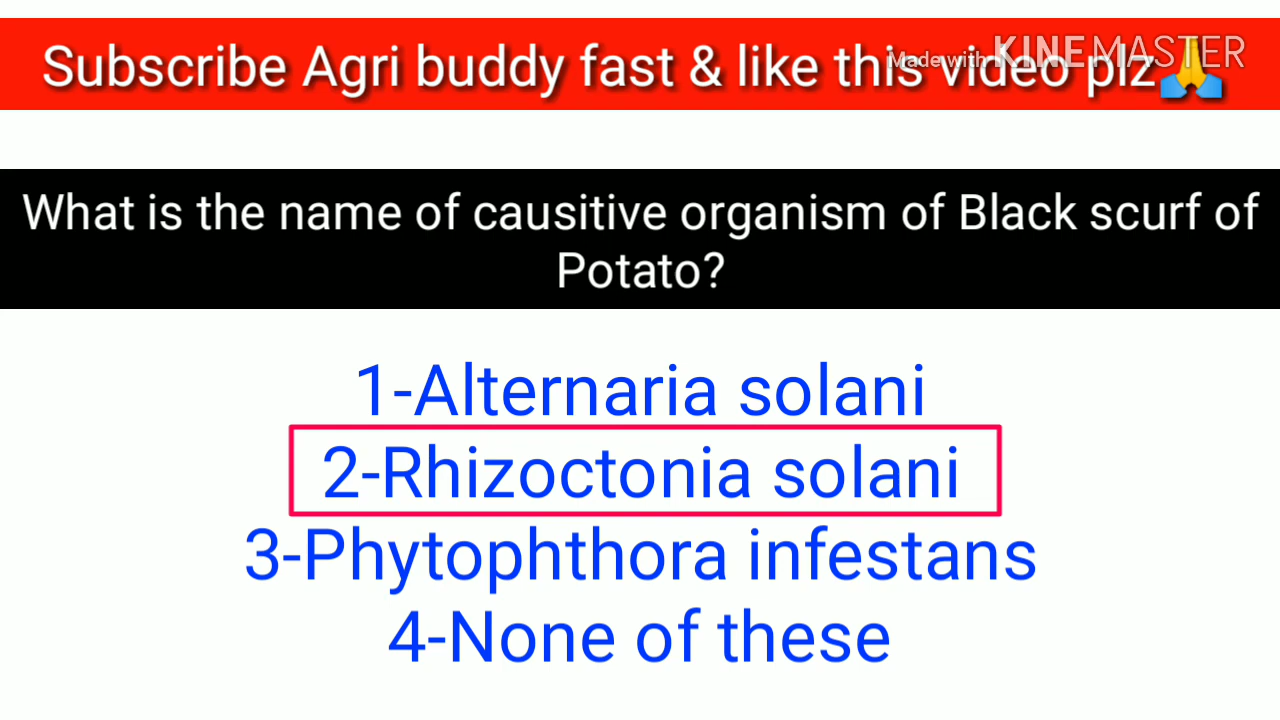 Subscribe Agri buddy fast & like this video plz🙏
Made with KINEMASTER
What is the name of causitive organism of Black scurf of
Potato?
1-Alternaria solani
2-Rhizoctonia solani
3-Phytophthora infestans
4-None of these